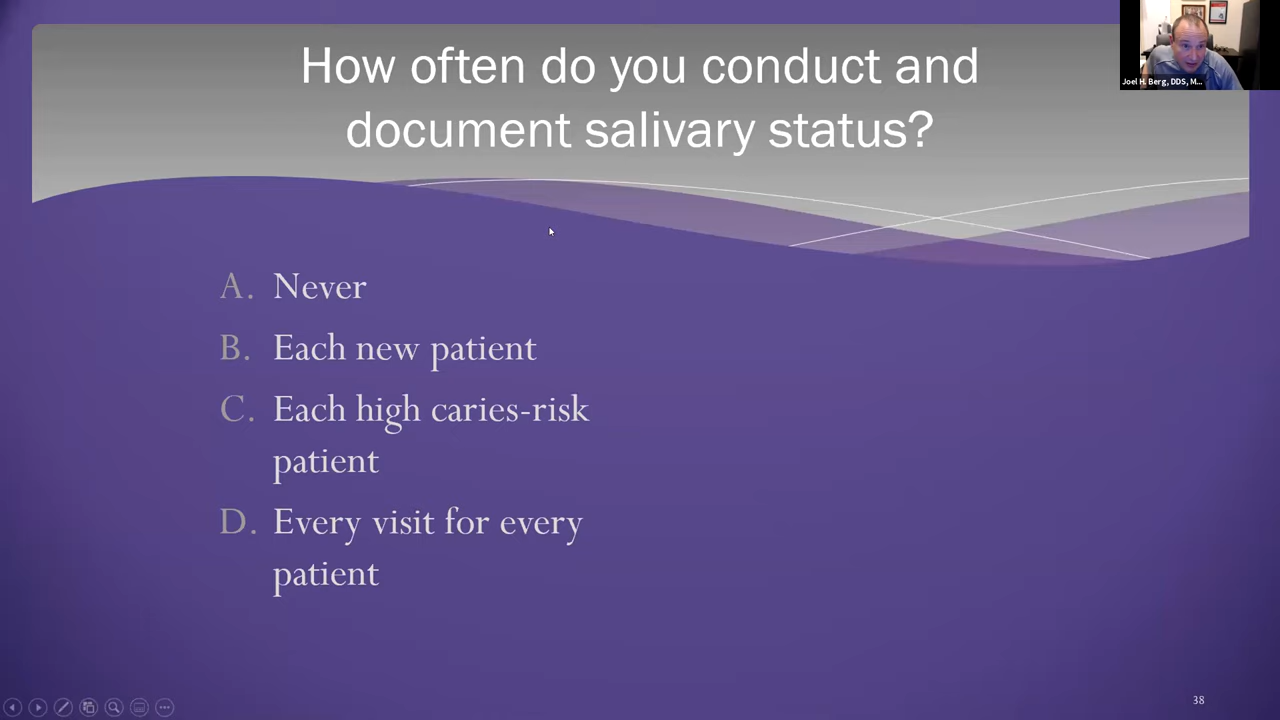 How often do you conduct and
document salivary status?
Joel H. Berg, DDS, M...
A. Never
B. Each new patient
C. Each high caries-risk
patient
D. Every visit for every
patient
38